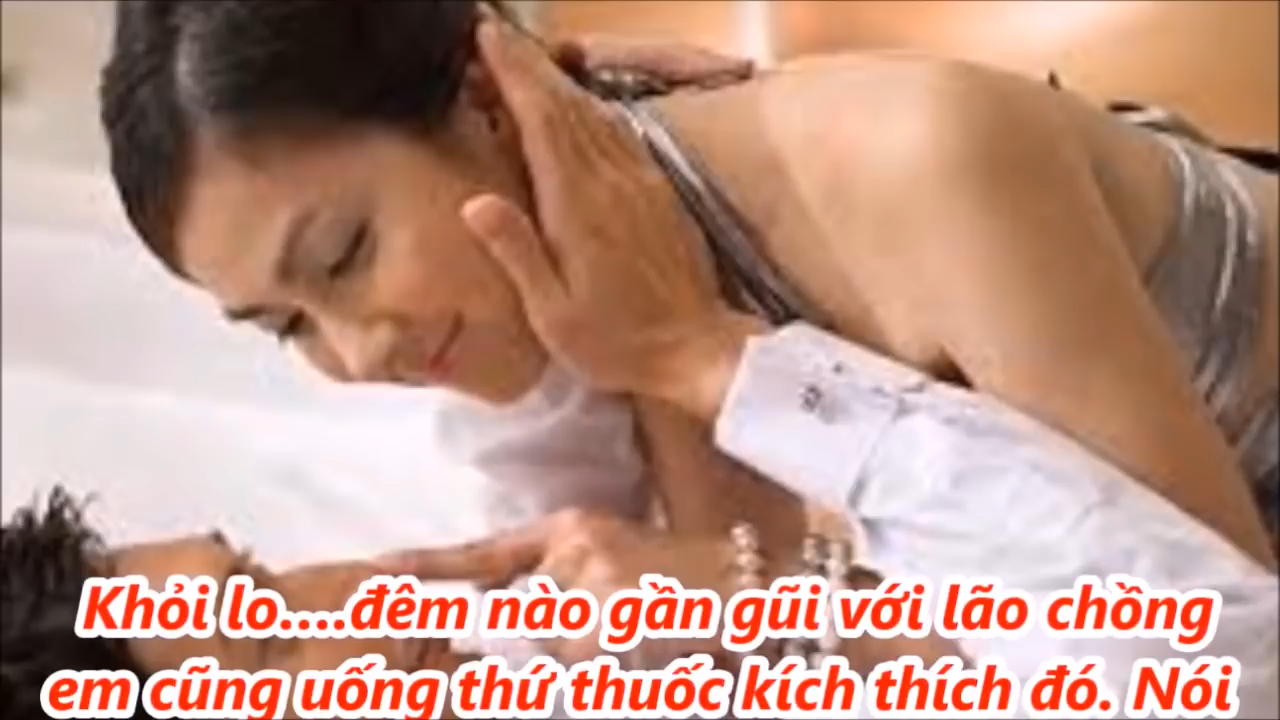 Khỏi lo....đêm nào gần gũi với lão chồng
em cũng uống thứ thuốc kích thích đó. Nói